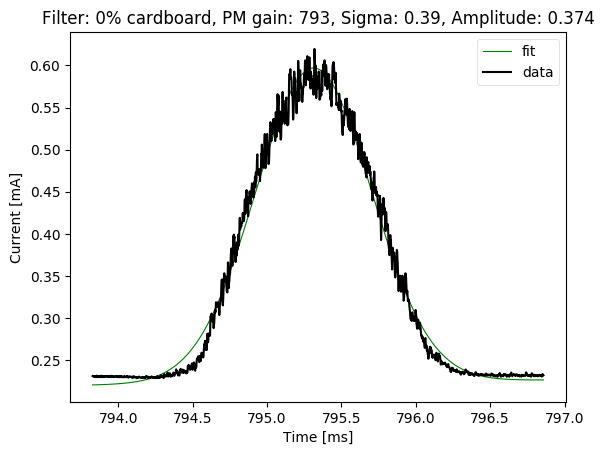 Filter: 0% cardboard, PM gain: 793, Sigma: 0.39, Amplitude: 0.374
fit
data
0.60
0.55
0.50
0.45
0.40
0.35
0.30
0.25
Current [mA]
794.0 794.5 795.0 795.5 796.0 796.5 797.0
Time [ms]